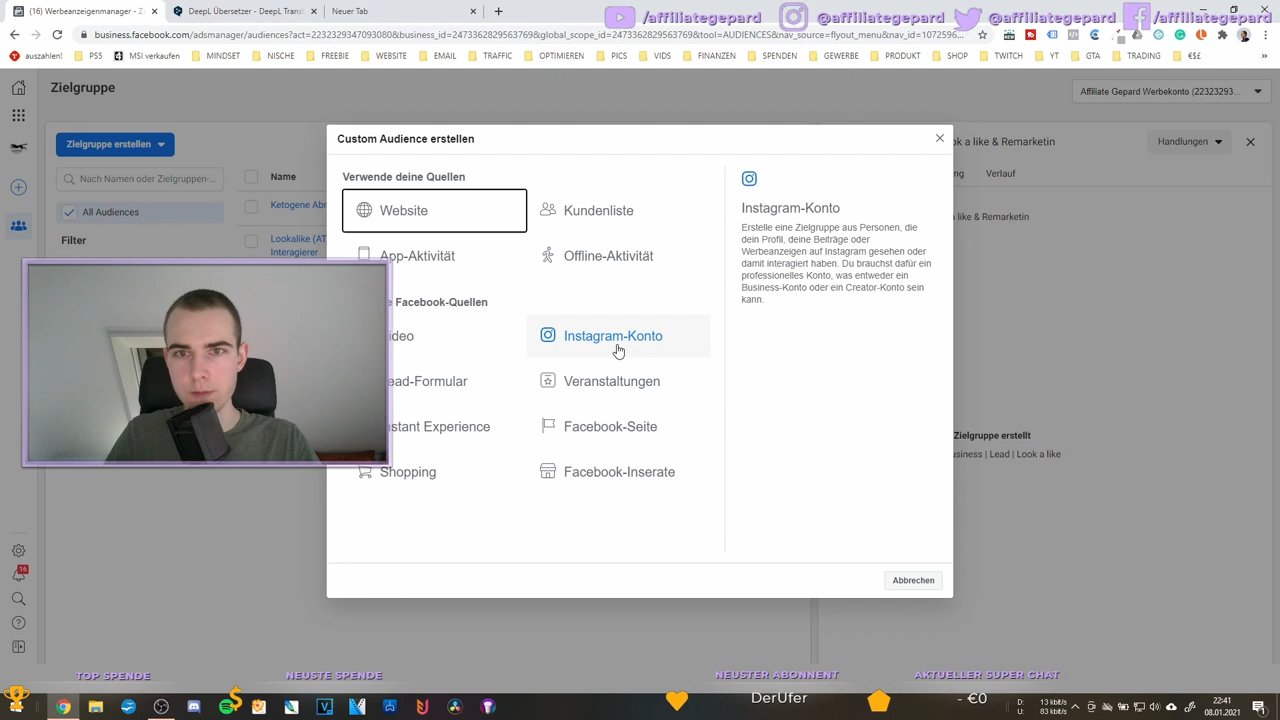 (16) Werbeanzeigenmanager - Z
DeepL Übersetzer - DeepL Transl
Neuer Tab
/affiliategepard
@affiliategepard
@affiliategepard
/affiliategepard
business.facebook.com/adsmanager/audiences?act=2232329347093080&business_id=2473362829563769&global_scope_id=2473362829563769&tool=AUDIENCES&nav_source=flyout_menu&nav_id=1072596...
auszahlen!
PS5
MSI verkaufen
MINDSET
NISCHE
FREEBIE
WEBSITE
EMAIL
TRAFFIC
OPTIMIEREN
PICS
VIDS
FINANZEN
SPENDEN
GEWERBE
PRODUKT
SHOP
TWITCH
YT
GTA
TRADING
€$£
»
Zielgruppe
Affiliate Gepard Werbekonto (22323293...
Zielgruppe erstellen
Nach Namen oder Zielgruppen-...
All Audiences
Filter
Name
Ketogene Abn
Lookalike (AT
Interagierer
Custom Audience erstellen
Verwende deine Quellen
Website
Kundenliste
App-Aktivität
Offline-Aktivität
Facebook-Quellen
ideo
Instagram-Konto
ead-Formular
Veranstaltungen
nstant Experience
Facebook-Seite
Shopping
Facebook-Inserate
Instagram-Konto
Erstelle eine Zielgruppe aus Personen, die
dein Profil, deine Beiträge oder
Werbeanzeigen auf Instagram gesehen oder
damit interagiert haben. Du brauchst dafür ein
professionelles Konto, was entweder ein
Business-Konto oder ein Creator-Konto sein
kann.
Abbrechen
ok a like & Remarketin
Handlungen
ng
Verlauf
k a like & Remarketin
Zielgruppe erstellt
usiness | Lead | Look a like
16
TOP SPENDE
NEUSTE SPENDE
NEUSTER ABONNENT
DerUfer
AKTUELLER SUPER CHAT
- €0
D: 13 kbit/s
U: 8 kbit/s
22:41
08.01.2021